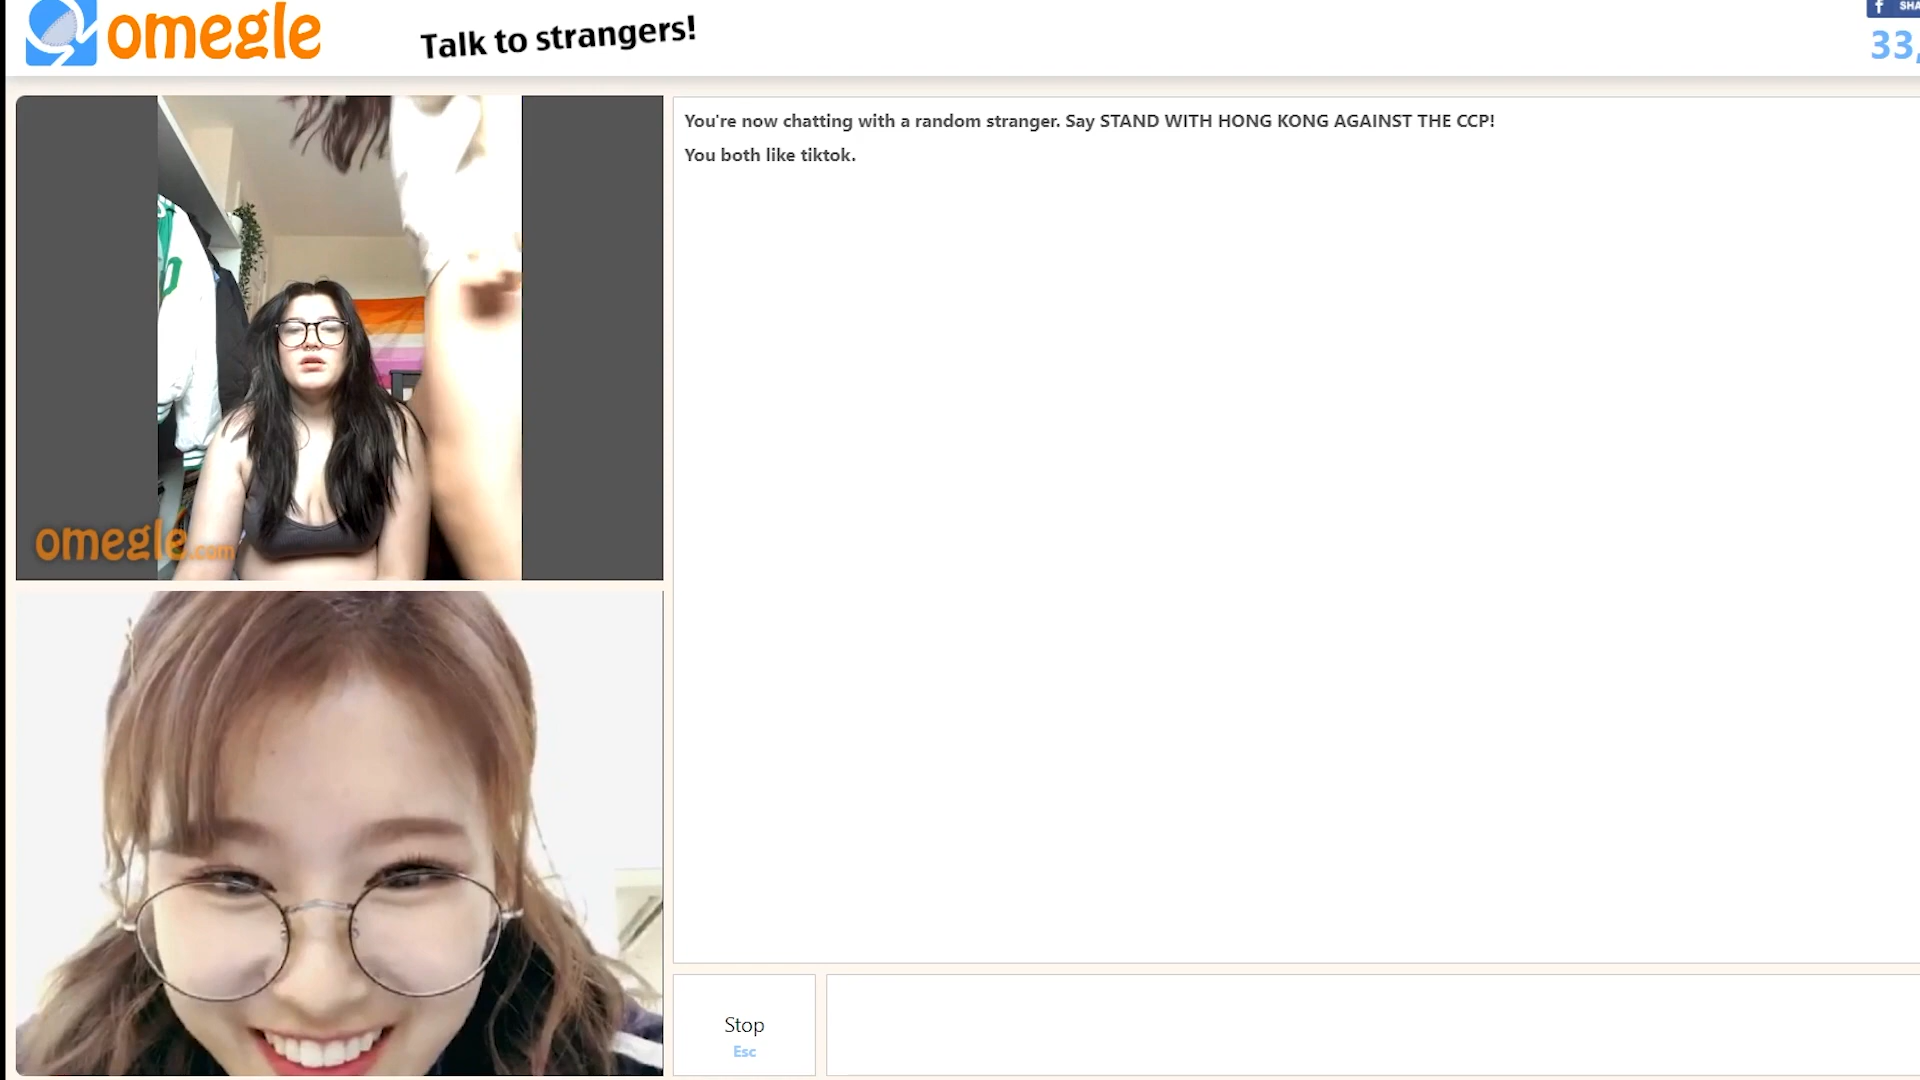 omegle
Talk to strangers!
f SHA
33,
You're now chatting with a random stranger. Say STAND WITH HONG KONG AGAINST THE CCP!
You both like tiktok.
omegle.com
Stop
Esc